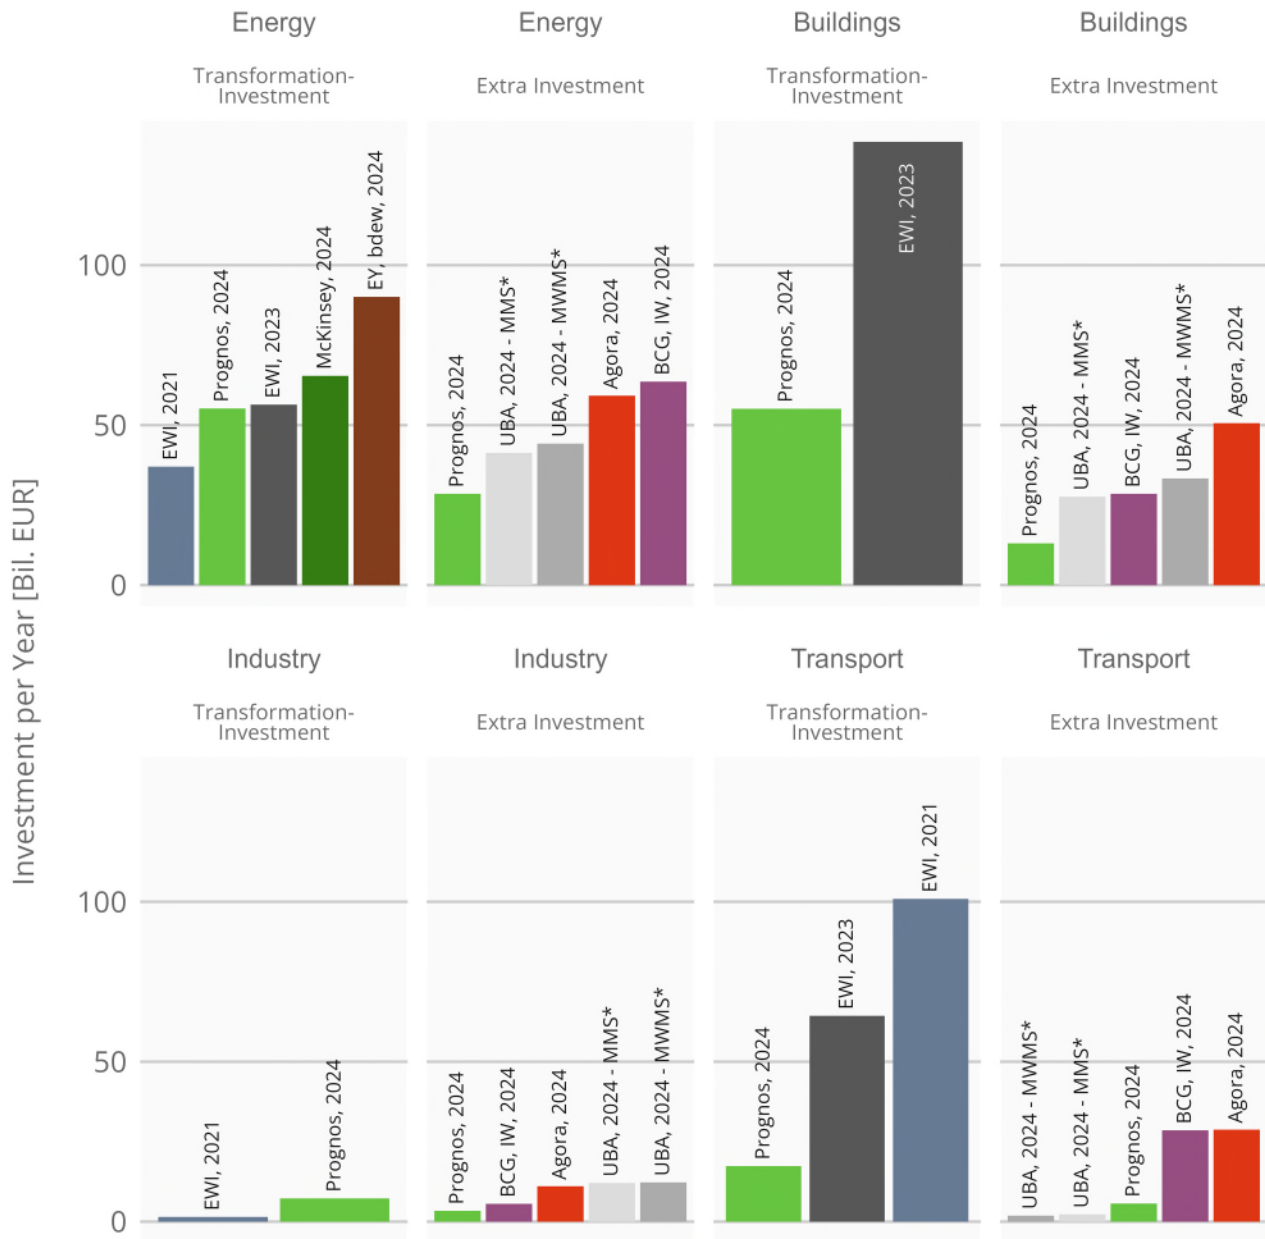 Energy
Transformation-
Investment
Energy
Extra Investment
Buildings
Transformation-
Investment
Buildings
Extra Investment
Investment per Year [Bil. EUR]
100
50
0
EWI, 2021
Prognos, 2024
EWI, 2023
McKinsey, 2024
EY, bdew, 2024
Prognos, 2024
UBA, 2024 - MMS*
UBA, 2024 - MWMS*
Agora, 2024
BCG, IW, 2024
Prognos, 2024
EWI, 2023
Prognos, 2024
UBA, 2024 - MMS*
BCG, IW, 2024
UBA, 2024 - MWMS*
Agora, 2024
Industry
Transformation-
Investment
Industry
Extra Investment
Transport
Transformation-
Investment
Transport
Extra Investment
100
50
0
EWI, 2021
Prognos, 2024
Prognos, 2024
BCG, IW, 2024
Agora, 2024
UBA, 2024 - MMS*
UBA, 2024 - MWMS*
Prognos, 2024
EWI, 2023
EWI, 2021
UBA, 2024 - MWMS*
UBA, 2024 - MMS*
Prognos, 2024
BCG, IW, 2024
Agora, 2024